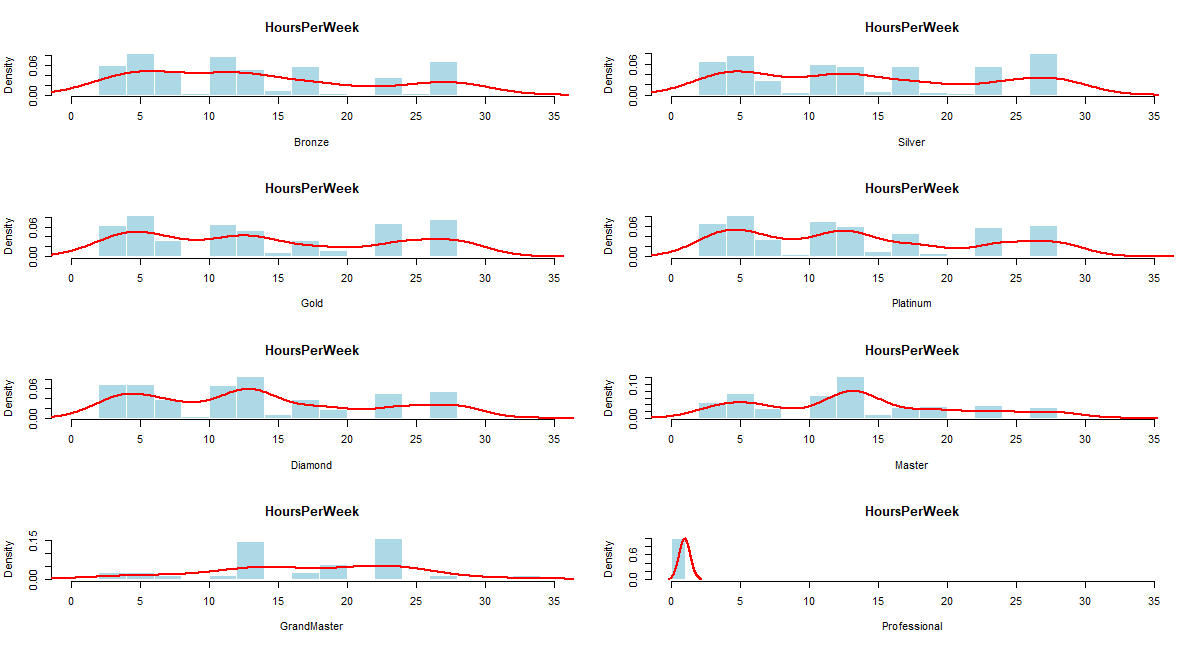 HoursPerWeek
Density
0.00 0.06
0 5 10 15 20 25 30 35
Bronze
HoursPerWeek
Density
0.00 0.06
0 5 10 15 20 25 30 35
Silver
HoursPerWeek
Density
0.00 0.06
0 5 10 15 20 25 30 35
Gold
HoursPerWeek
Density
0.00 0.06
0 5 10 15 20 25 30 35
Platinum
HoursPerWeek
Density
0.00 0.06
0 5 10 15 20 25 30 35
Diamond
HoursPerWeek
Density
0.00 0.10
0 5 10 15 20 25 30 35
Master
HoursPerWeek
Density
0.00 0.15
0 5 10 15 20 25 30 35
GrandMaster
HoursPerWeek
Density
0.0 0.6
0 5 10 15 20 25 30 35
Professional